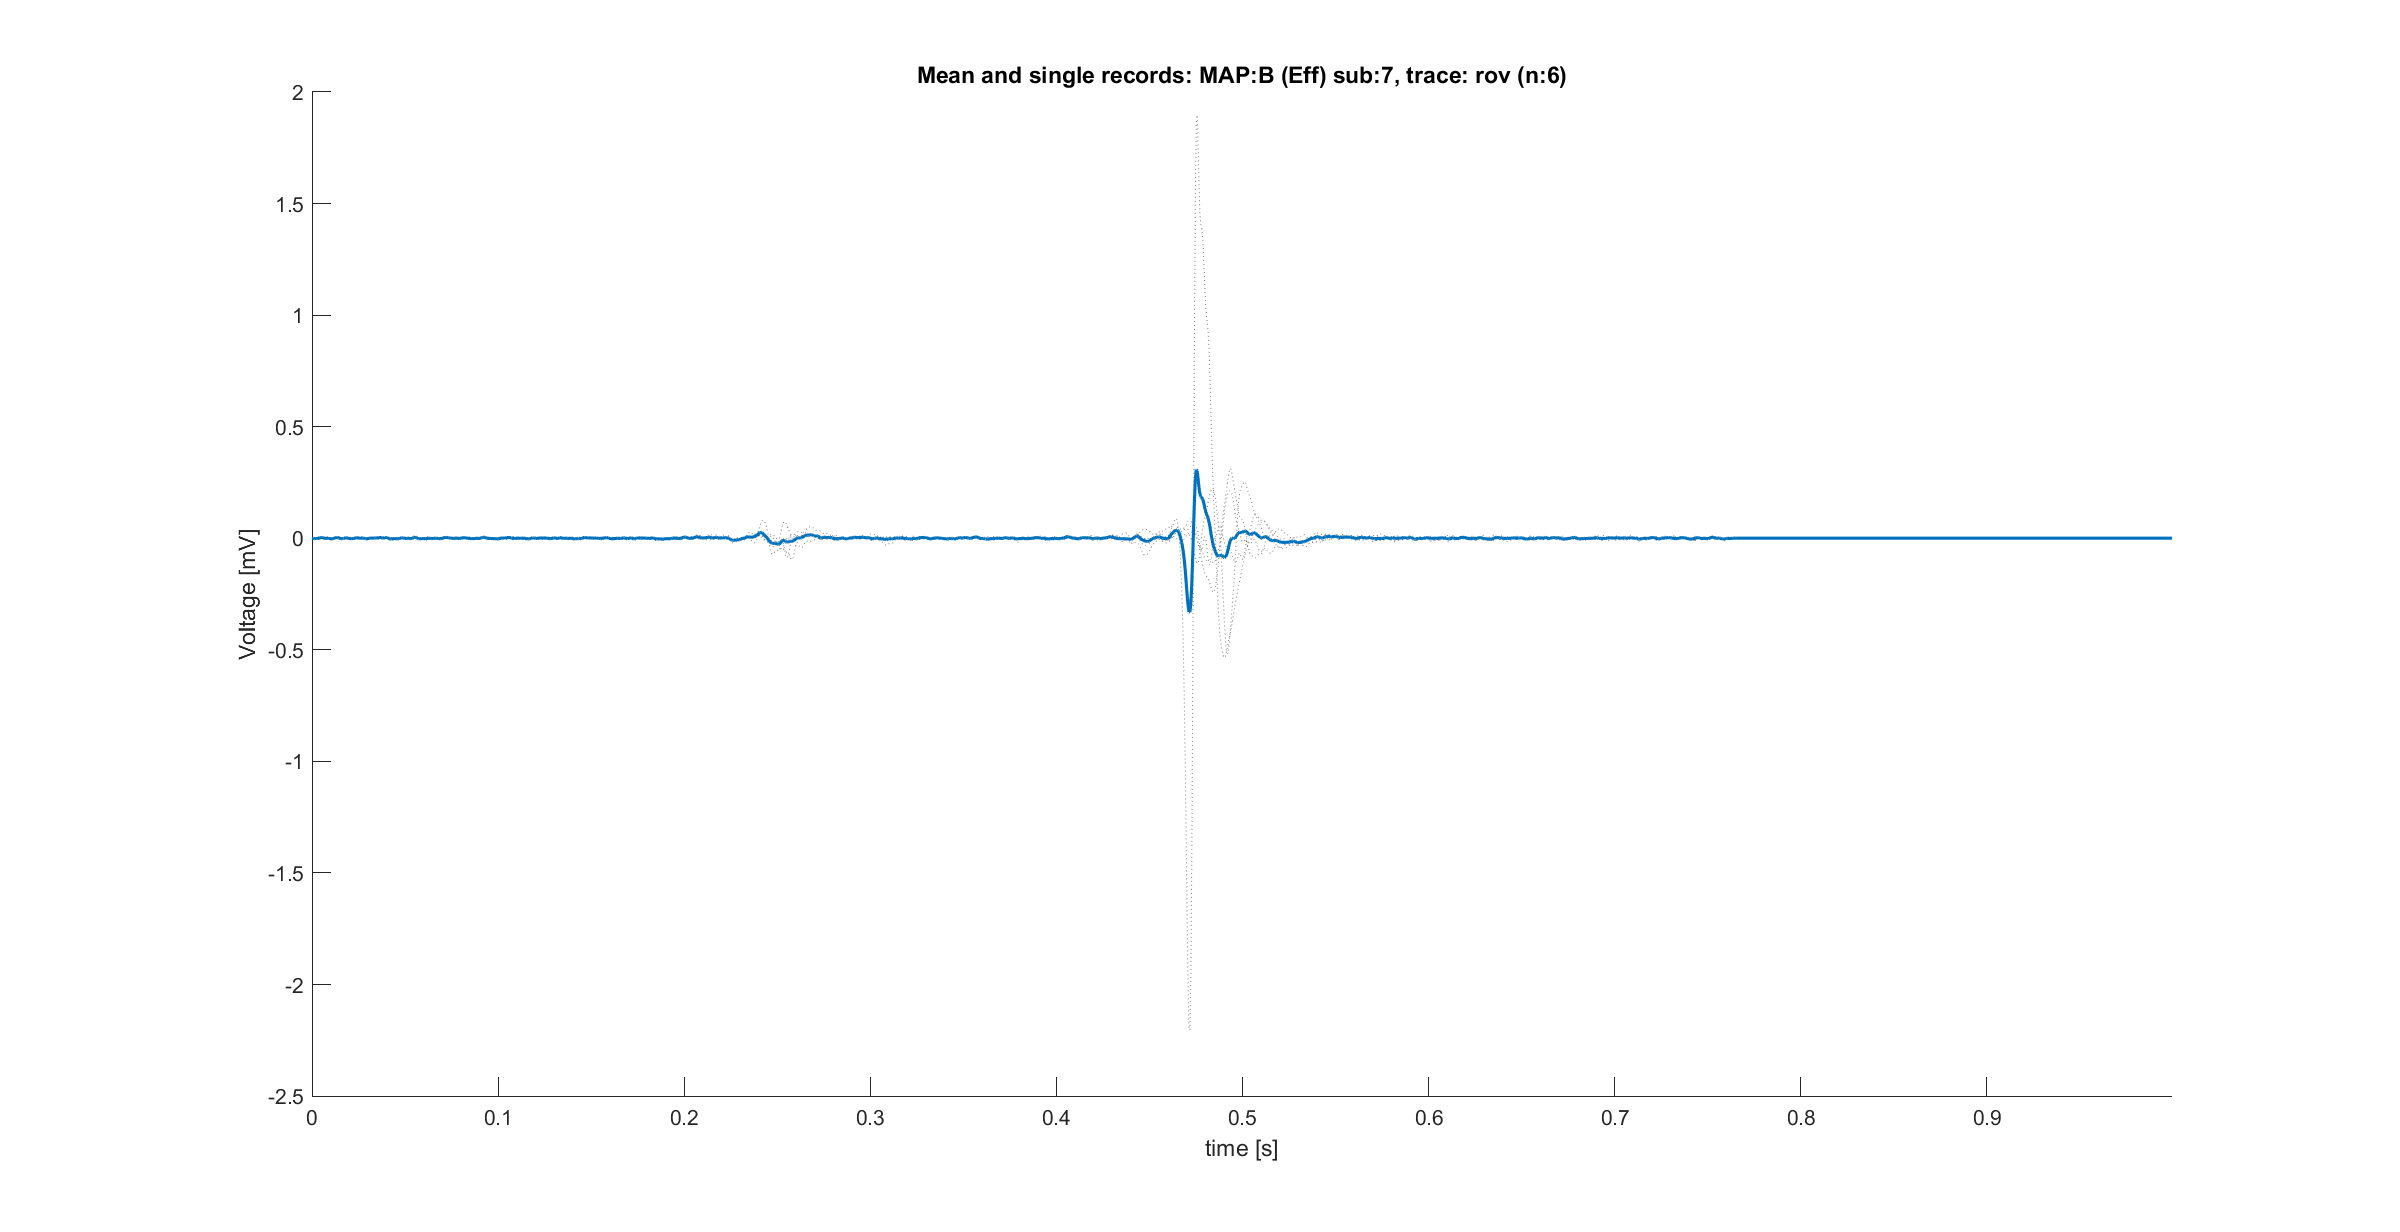 Mean and single records: MAP:B (Eff) sub:7, trace: rov (n:6)
2
1.5
1
0.5
0
-0.5
-1
-1.5
-2
-2.5
Voltage [mV]
0 0.1 0.2 0.3 0.4 0.5 0.6 0.7 0.8 0.9
time [s]